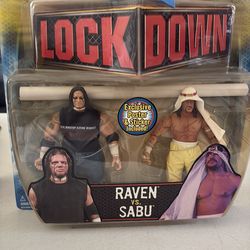 LOCK DOWN
Exclusive
Poster
& Sticker
Included!
RAVEN
VS.
SABU